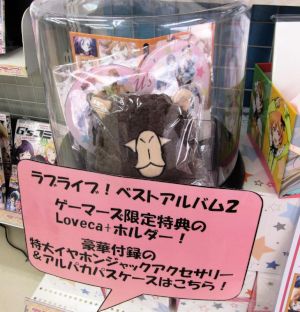 ラブライブ！ベストアルバム2
ゲーマーズ限定特典の
Loveca+ホルダー！
豪華付録の
特大イヤホンジャックアクセサリー
&アルパカパスケースはこちら！
G's